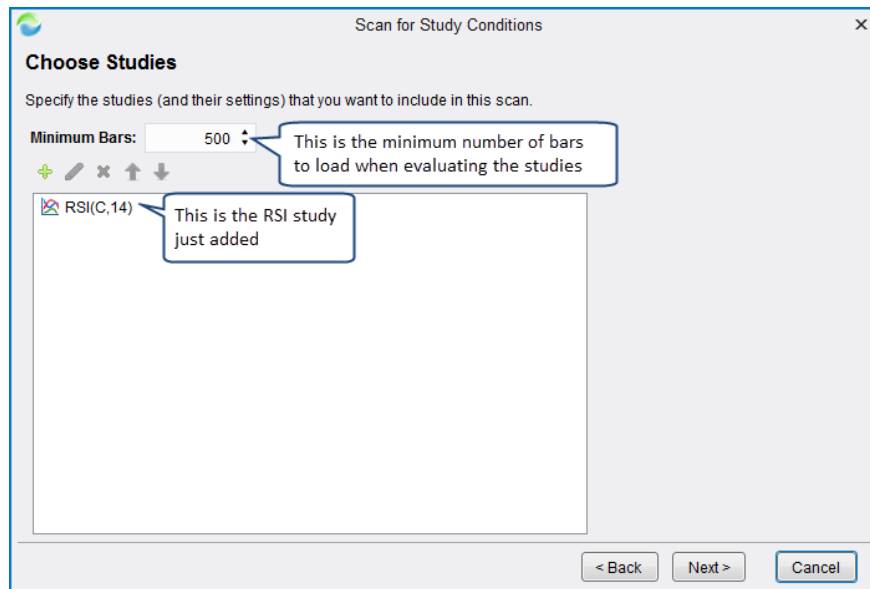 Scan for Study Conditions
Choose Studies
Specify the studies (and their settings) that you want to include in this scan.
Minimum Bars: 500
This is the minimum number of bars
to load when evaluating the studies
RSI(C,14)
This is the RSI study
just added
< Back Next > Cancel